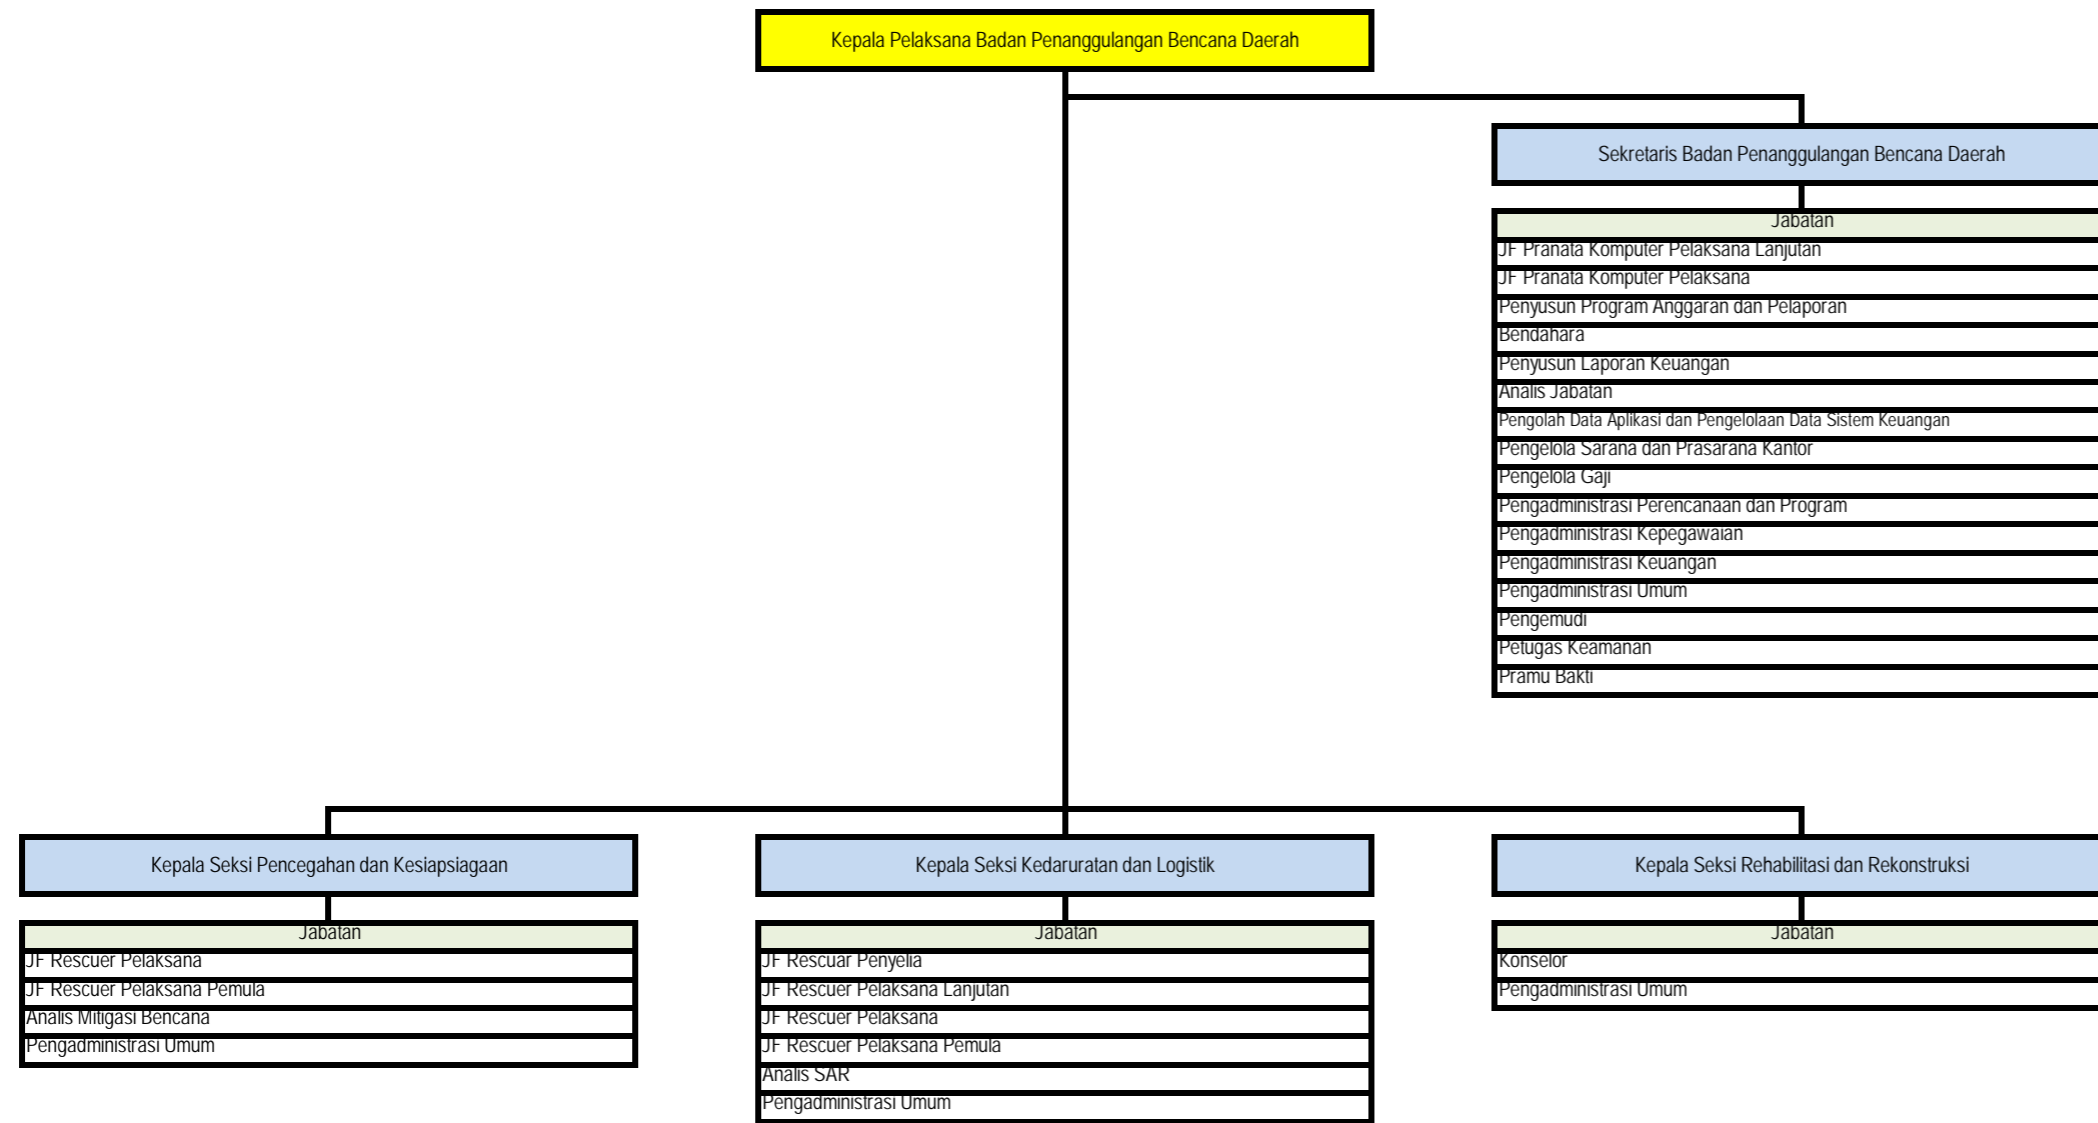 Kepala Pelaksana Badan Penanggulangan Bencana Daerah
Sekretaris Badan Penanggulangan Bencana Daerah
Jabatan
JF Pranata Komputer Pelaksana Lanjutan
JF Pranata Komputer Pelaksana
Penyusun Program Anggaran dan Pelaporan
Bendahara
Penyusun Laporan Keuangan
Analis Jabatan
Pengolah Data Aplikasi dan Pengelolaan Data Sistem Keuangan
Pengelola Sarana dan Prasarana Kantor
Pengelola Gaji
Pengadministrasi Perencanaan dan Program
Pengadministrasi Kepegawaian
Pengadministrasi Keuangan
Pengadministrasi Umum
Pengemudi
Petugas Keamanan
Pramu Bakti
Kepala Seksi Pencegahan dan Kesiapsiagaan
Jabatan
JF Rescuer Pelaksana
JF Rescuer Pelaksana Pemula
Analis Mitigasi Bencana
Pengadministrasi Umum
Kepala Seksi Kedaruratan dan Logistik
Jabatan
JF Rescuar Penyelia
JF Rescuer Pelaksana Lanjutan
JF Rescuer Pelaksana
JF Rescuer Pelaksana Pemula
Analis SAR
Pengadministrasi Umum
Kepala Seksi Rehabilitasi dan Rekonstruksi
Jabatan
Konselor
Pengadministrasi Umum